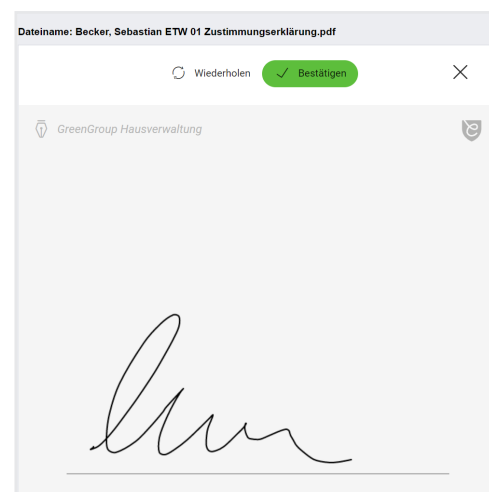 Dateiname: Becker, Sebastian ETW 01 Zustimmungserklärung.pdf
Wiederholen Bestätigen
GreenGroup Hausverwaltung